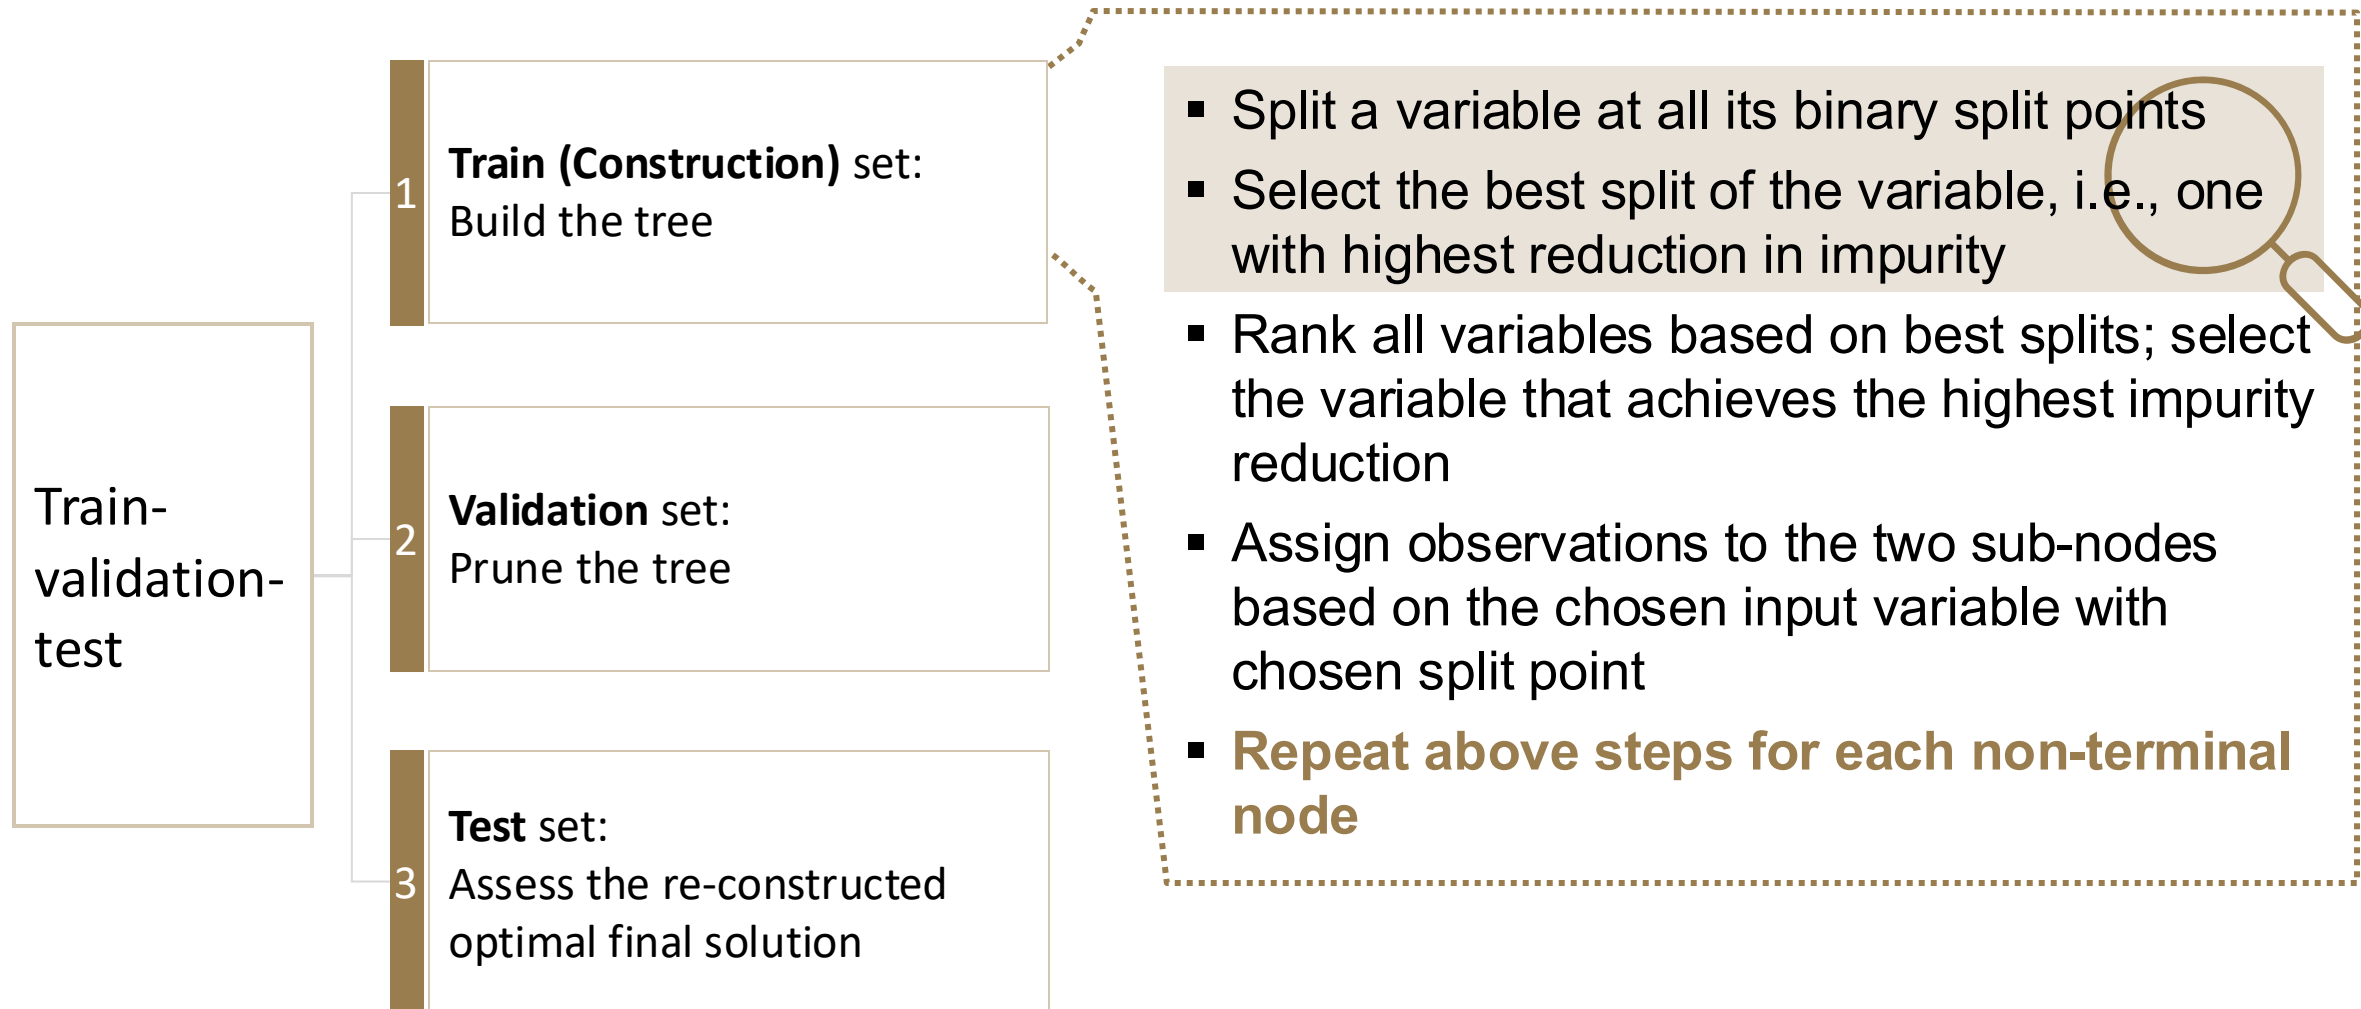 Train-
validation-
test
1
Train (Construction) set:
Build the tree
2
Validation set:
Prune the tree
3
Test set:
Assess the re-constructed
optimal final solution
▪ Split a variable at all its binary split points
▪ Select the best split of the variable, i.e., one
with highest reduction in impurity
▪ Rank all variables based on best splits; select
the variable that achieves the highest impurity
reduction
▪ Assign observations to the two sub-nodes
based on the chosen input variable with
chosen split point
▪ Repeat above steps for each non-terminal
node